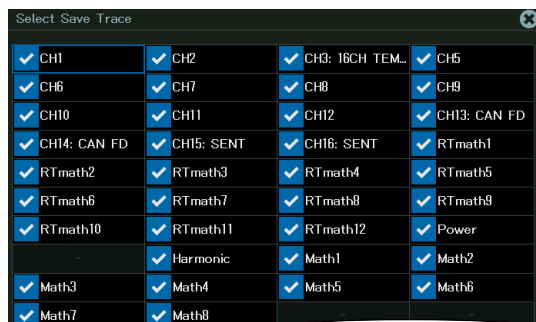 Select Save Trace
CH1 CH2 CH3: 16CH TEM... CH5
CH6 CH7 CH8 CH9
CH10 CH11 CH12 CH13: CAN FD
CH14: CAN FD CH15: SENT CH16: SENT RTmath1
RTmath2 RTmath3 RTmath4 RTmath5
RTmath6 RTmath7 RTmath8 RTmath9
RTmath10 RTmath11 RTmath12 Power
- Harmonic Math1 Math2
Math3 Math4 Math5 Math6
Math7 Math8 - -